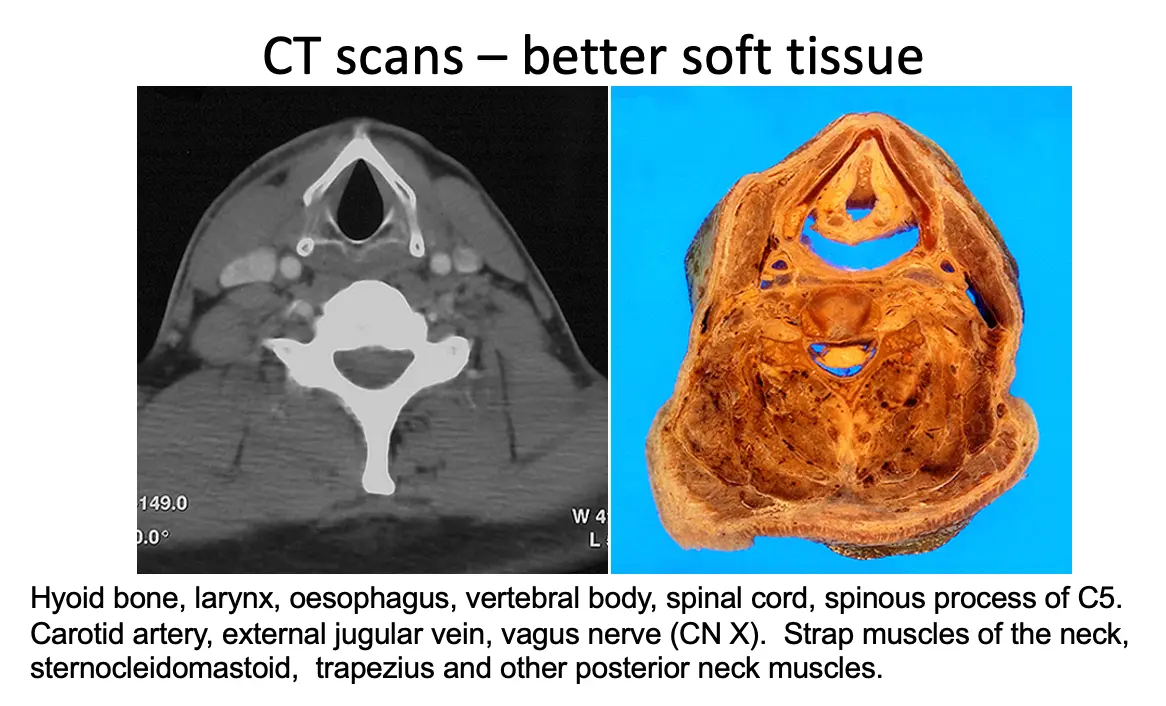 CT scans – better soft tissue
149.0
0.0°
W 4
L
Hyoid bone, larynx, oesophagus, vertebral body, spinal cord, spinous process of C5.
Carotid artery, external jugular vein, vagus nerve (CN X).  Strap muscles of the neck,
sternocleidomastoid,  trapezius and other posterior neck muscles.